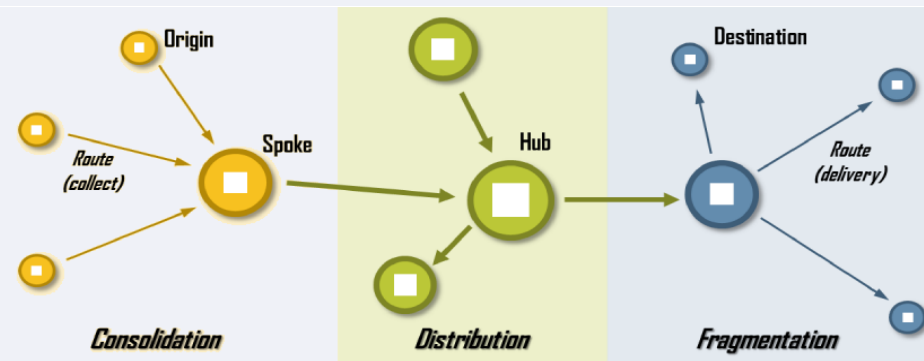 Origin
Spoke
Route
(collect)
Consolidation
Hub
Distribution
Destination
Route
(delivery)
Fragmentation